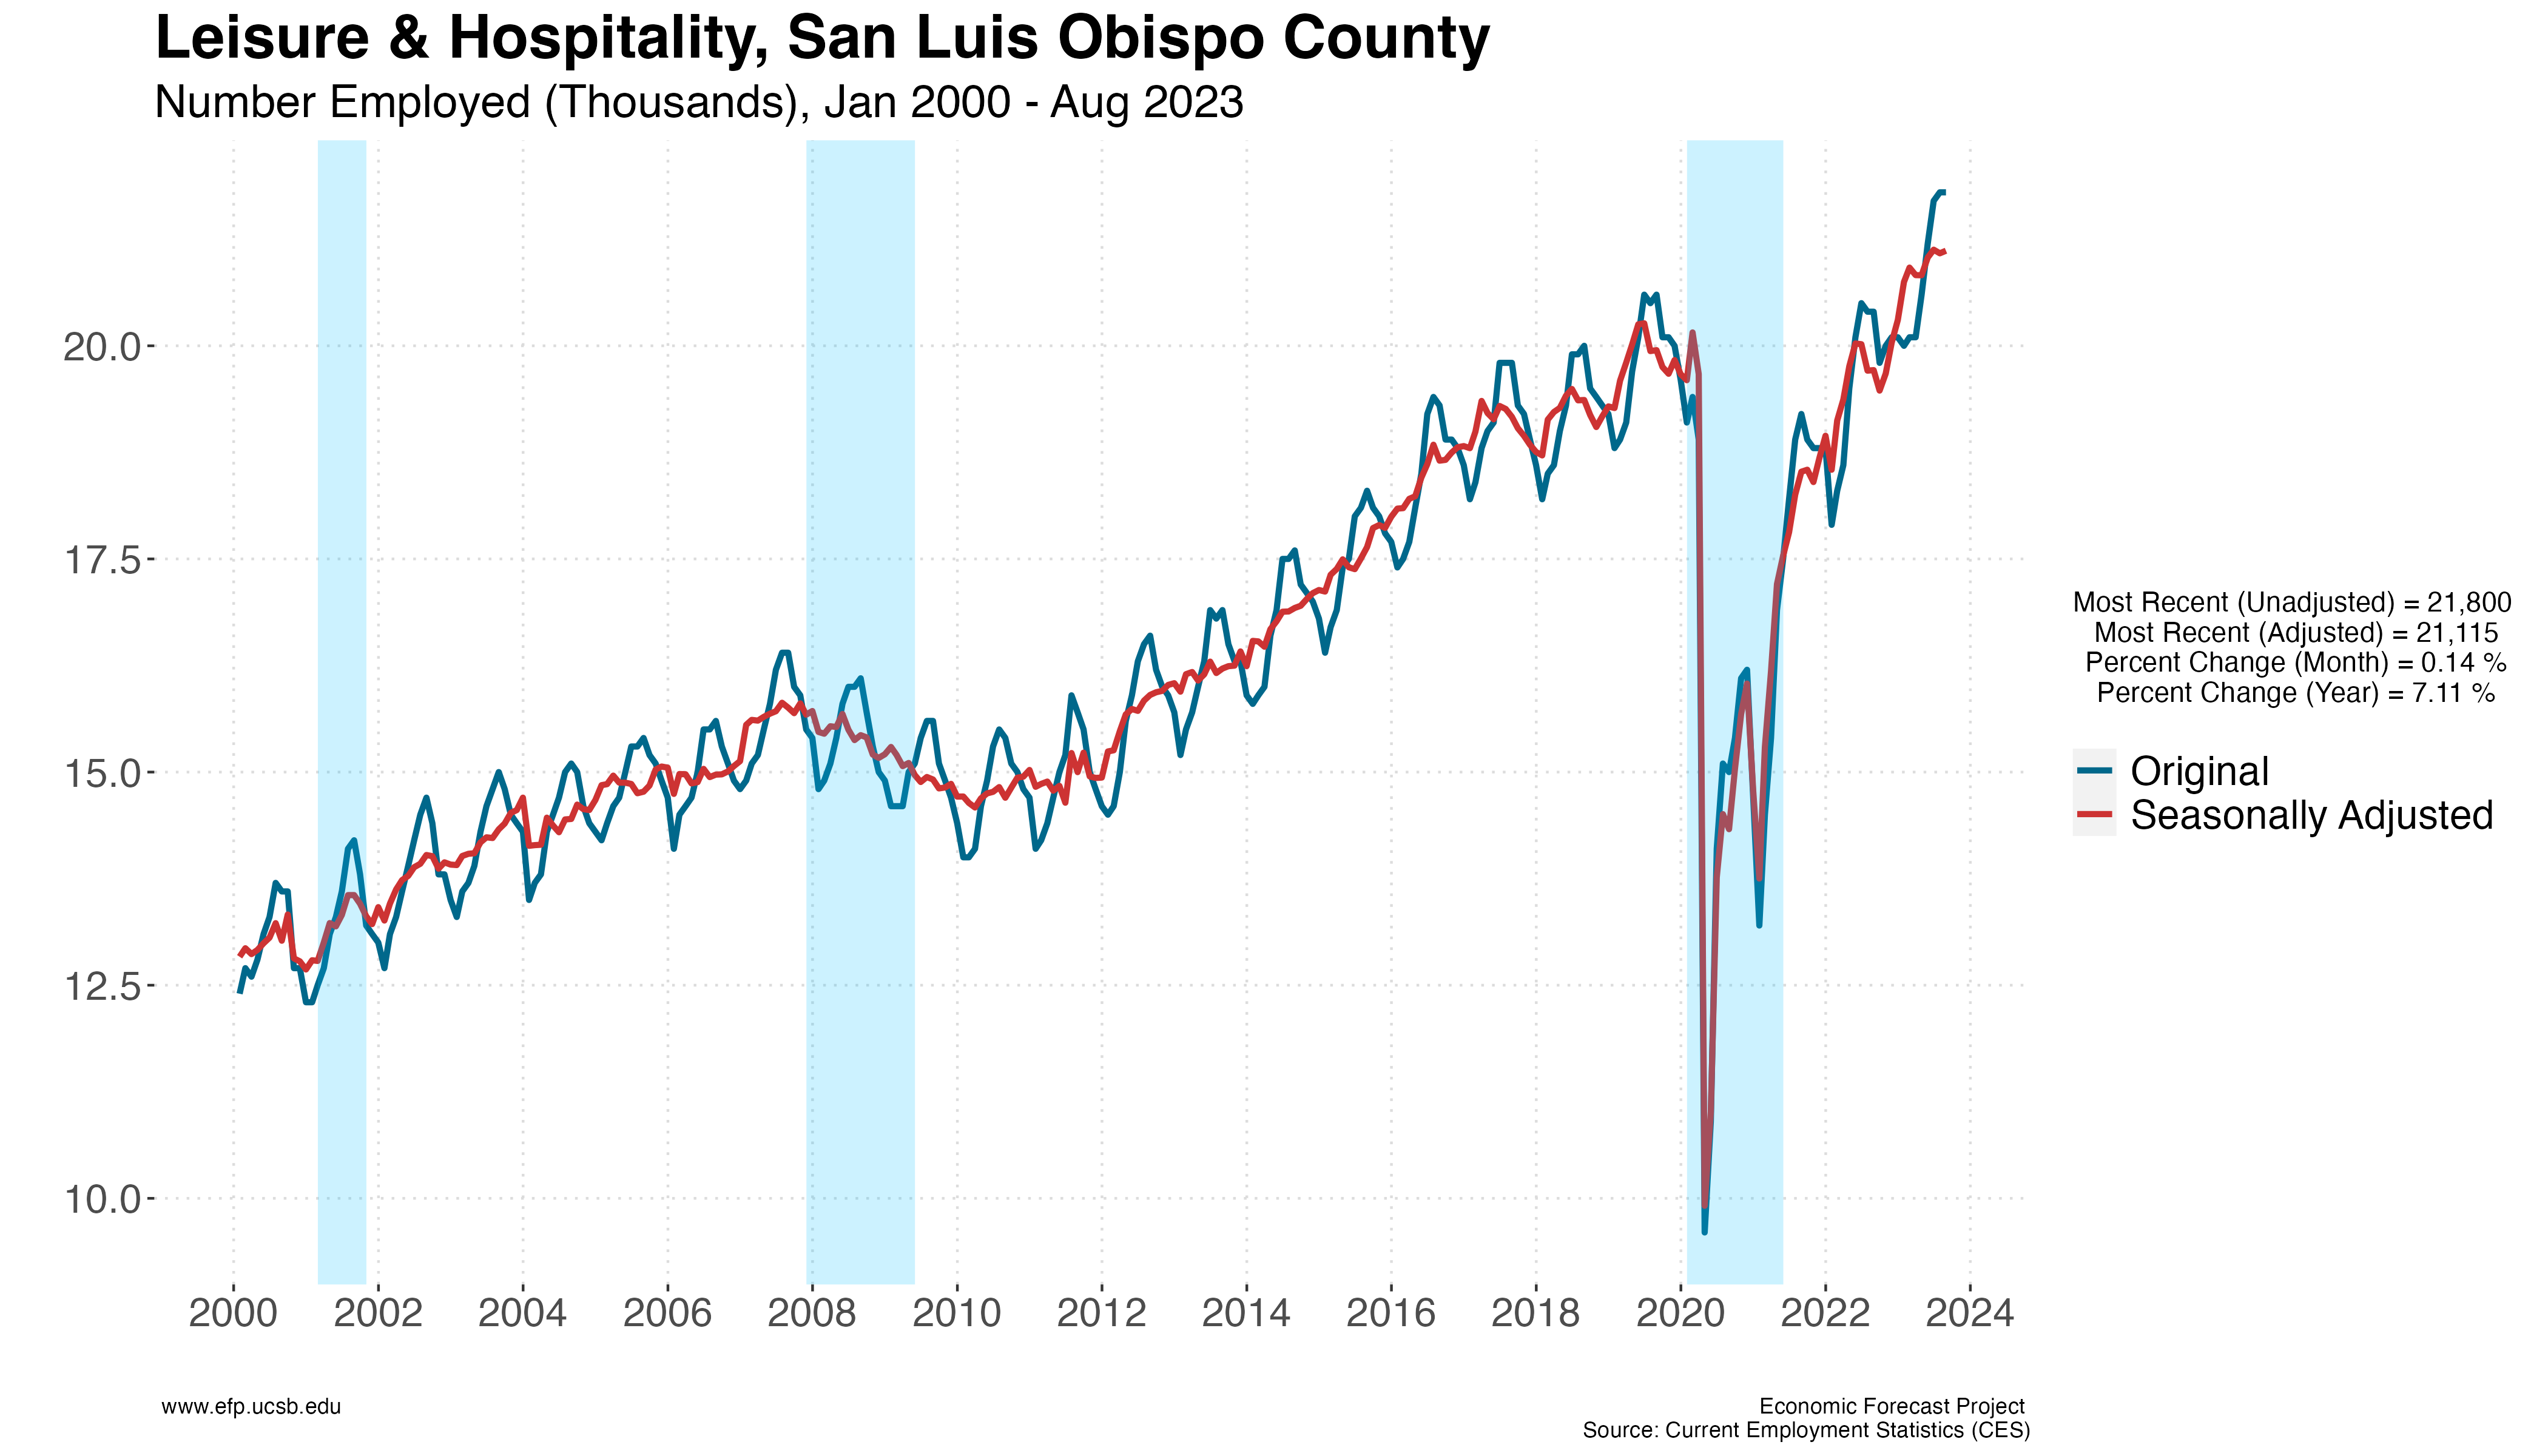 Leisure & Hospitality, San Luis Obispo County
Number Employed (Thousands), Jan 2000 - Aug 2023
20.0
17.5
15.0
12.5
10.0
2000 2002 2004 2006 2008 2010 2012 2014 2016 2018 2020 2022 2024
Most Recent (Unadjusted) = 21,800
Most Recent (Adjusted) = 21,115
Percent Change (Month) = 0.14 %
Percent Change (Year) = 7.11 %
Original
Seasonally Adjusted
www.efp.ucsb.edu
Economic Forecast Project
Source: Current Employment Statistics (CES)